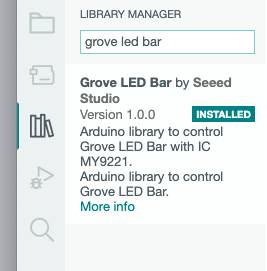 LIBRARY MANAGER
grove led bar
Grove LED Bar by Seeed
Studio
Version 1.0.0 INSTALLED
Arduino library to control
Grove LED Bar with IC
MY9221.
Arduino library to control
Grove LED Bar.
More info